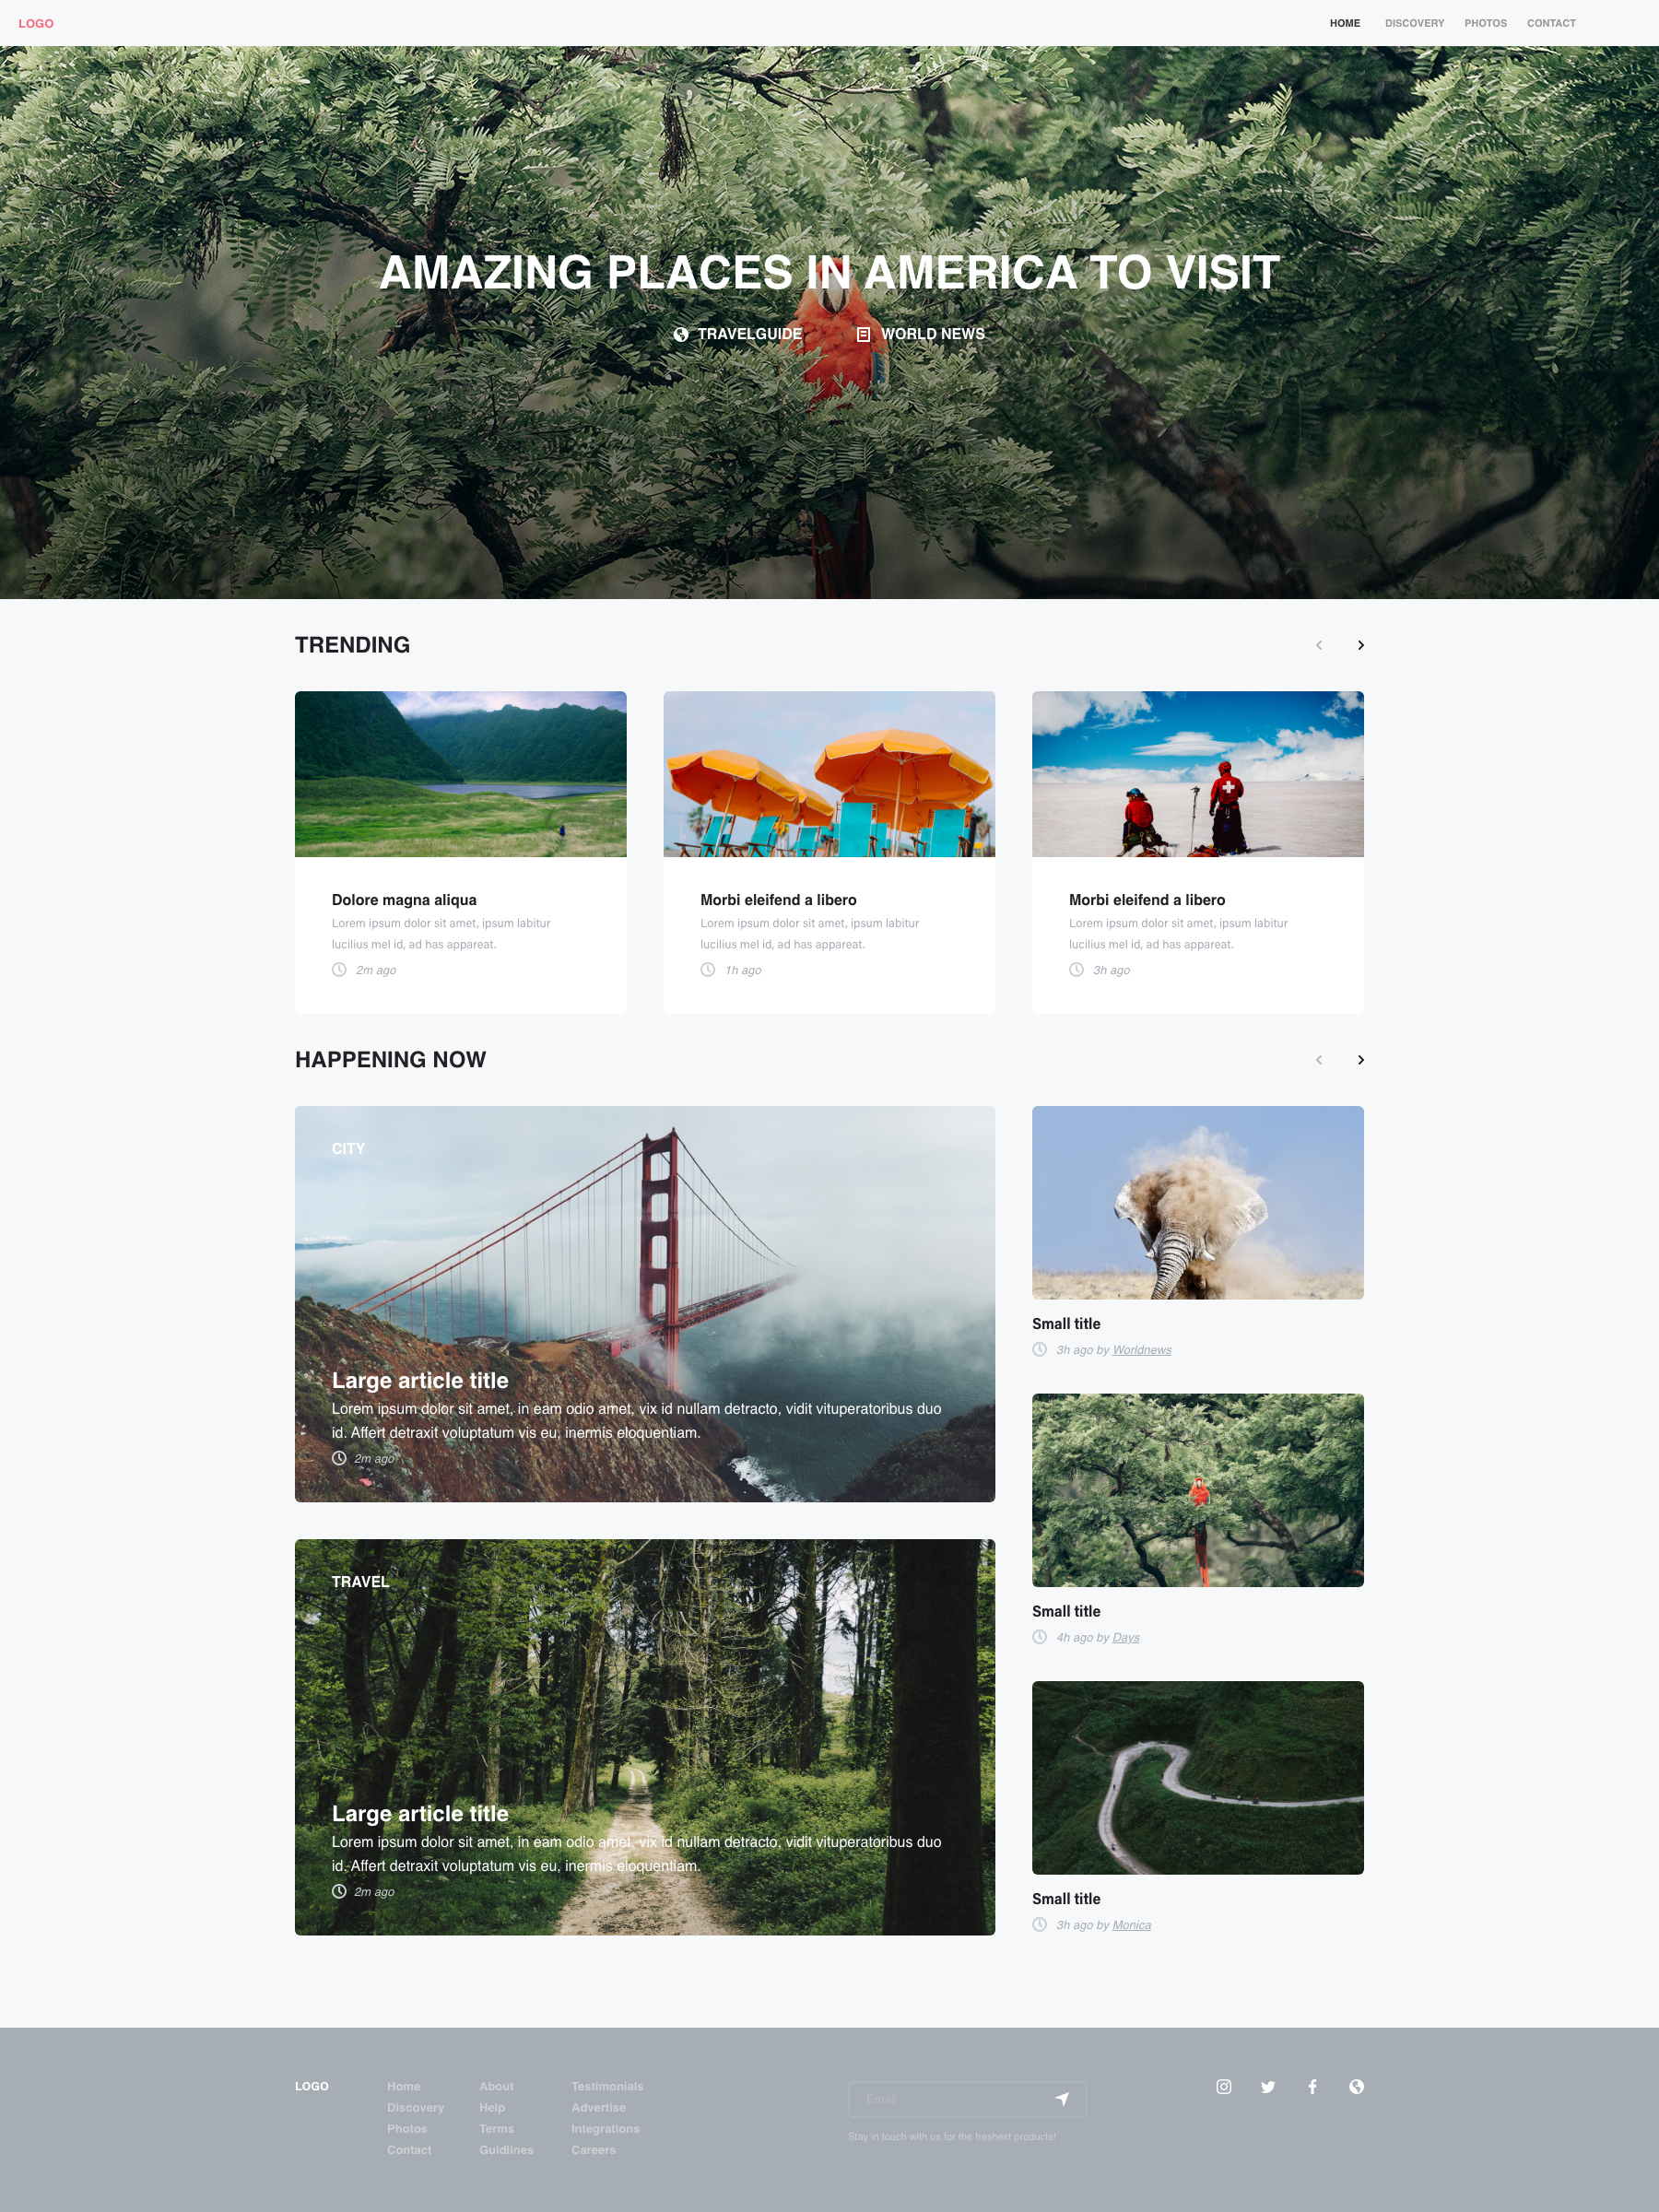 LOGO
HOME DISCOVERY PHOTOS CONTACT
AMAZING PLACES IN AMERICA TO VISIT
TRAVELGUIDE WORLD NEWS
TRENDING
Dolore magna aliqua
Lorem ipsum dolor sit amet, ipsum labitur
lucilius mel id, ad has appareat.
2m ago
Morbi eleifend a libero
Lorem ipsum dolor sit amet, ipsum labitur
lucilius mel id, ad has appareat.
1h ago
Morbi eleifend a libero
Lorem ipsum dolor sit amet, ipsum labitur
lucilius mel id, ad has appareat.
3h ago
HAPPENING NOW
CITY
Large article title
Lorem ipsum dolor sit amet, in eam odio amet, vix id nullam detracto, vidit vituperatoribus duo
id. Affert detraxit voluptatum vis eu, inermis eloquentiam.
2m ago
TRAVEL
Large article title
Lorem ipsum dolor sit amet, in eam odio amet, vix id nullam detracto, vidit vituperatoribus duo
id. Affert detraxit voluptatum vis eu, inermis eloquentiam.
2m ago
Small title
3h ago by Worldnews
Small title
4h ago by Days
Small title
3h ago by Monica
LOGO
Home
Discovery
Photos
Contact
About
Help
Terms
Guidlines
Testimonials
Advertise
Integrations
Careers
Email
Stay in touch with us for the freshest products!